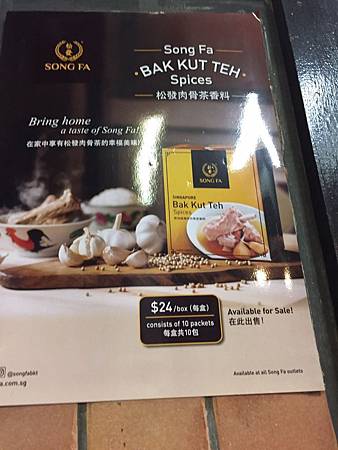 SONG FA
Song Fa
·BAK KUT TEH·
Spices
松發肉骨茶香料
Bring home
a taste of Song Fa!
在家中享有松發肉骨茶的幸福美味
SONG FA
SINGAPORE
Bak Kut Teh
Spices
$24/box (每盒)
consists of 10 packets
每盒共10包
Available for Sale!
在此出售!
@songfabkt
a.com.sg
Available at all Song Fa outlets